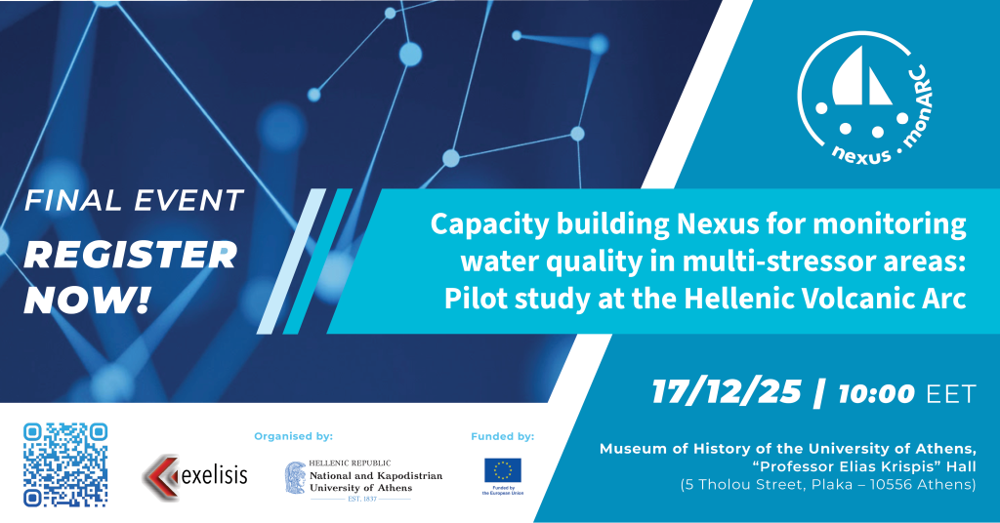 nexus • monARC
FINAL EVENT
REGISTER
NOW!
Capacity building Nexus for monitoring
water quality in multi-stressor areas:
Pilot study at the Hellenic Volcanic Arc
17/12/25 | 10:00 EET
Museum of History of the University of Athens,
“Professor Elias Krispis” Hall
(5 Tholou Street, Plaka – 10556 Athens)
Organised by:
exelisis
HELLENIC REPUBLIC
National and Kapodistrian
University of Athens
EST. 1837
Funded by:
Funded by
the European Union